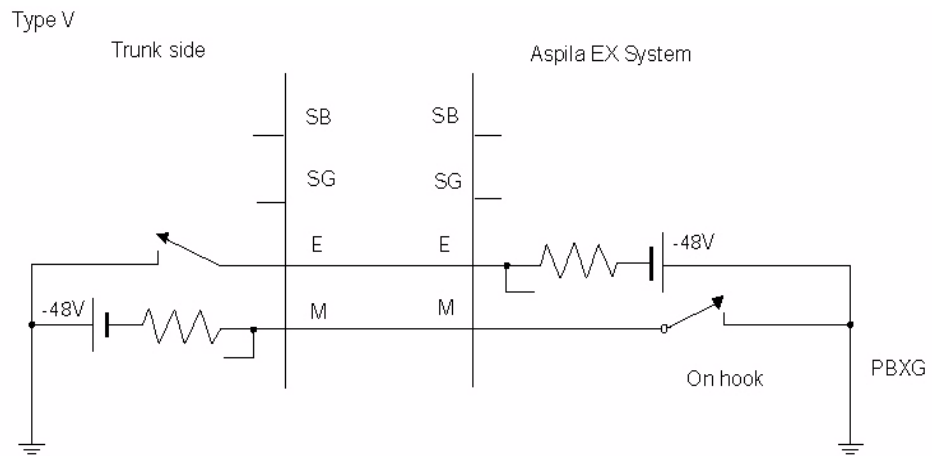 Type V
Trunk side
Aspila EX System
SB SB
SG SG
E E
-48V
-48V
M M
On hook
PBXG